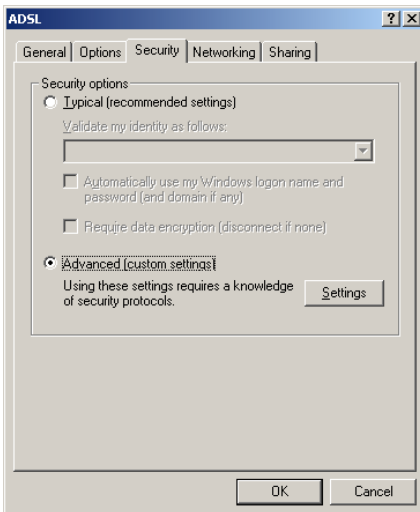 ADSL
General Options Security Networking Sharing
Security options
Typical (recommended settings)
Validate my identity as follows:
Automatically use my Windows logon name and
password (and domain if any)
Require data encryption (disconnect if none)
Advanced (custom settings)
Using these settings requires a knowledge
of security protocols.
Settings
OK Cancel